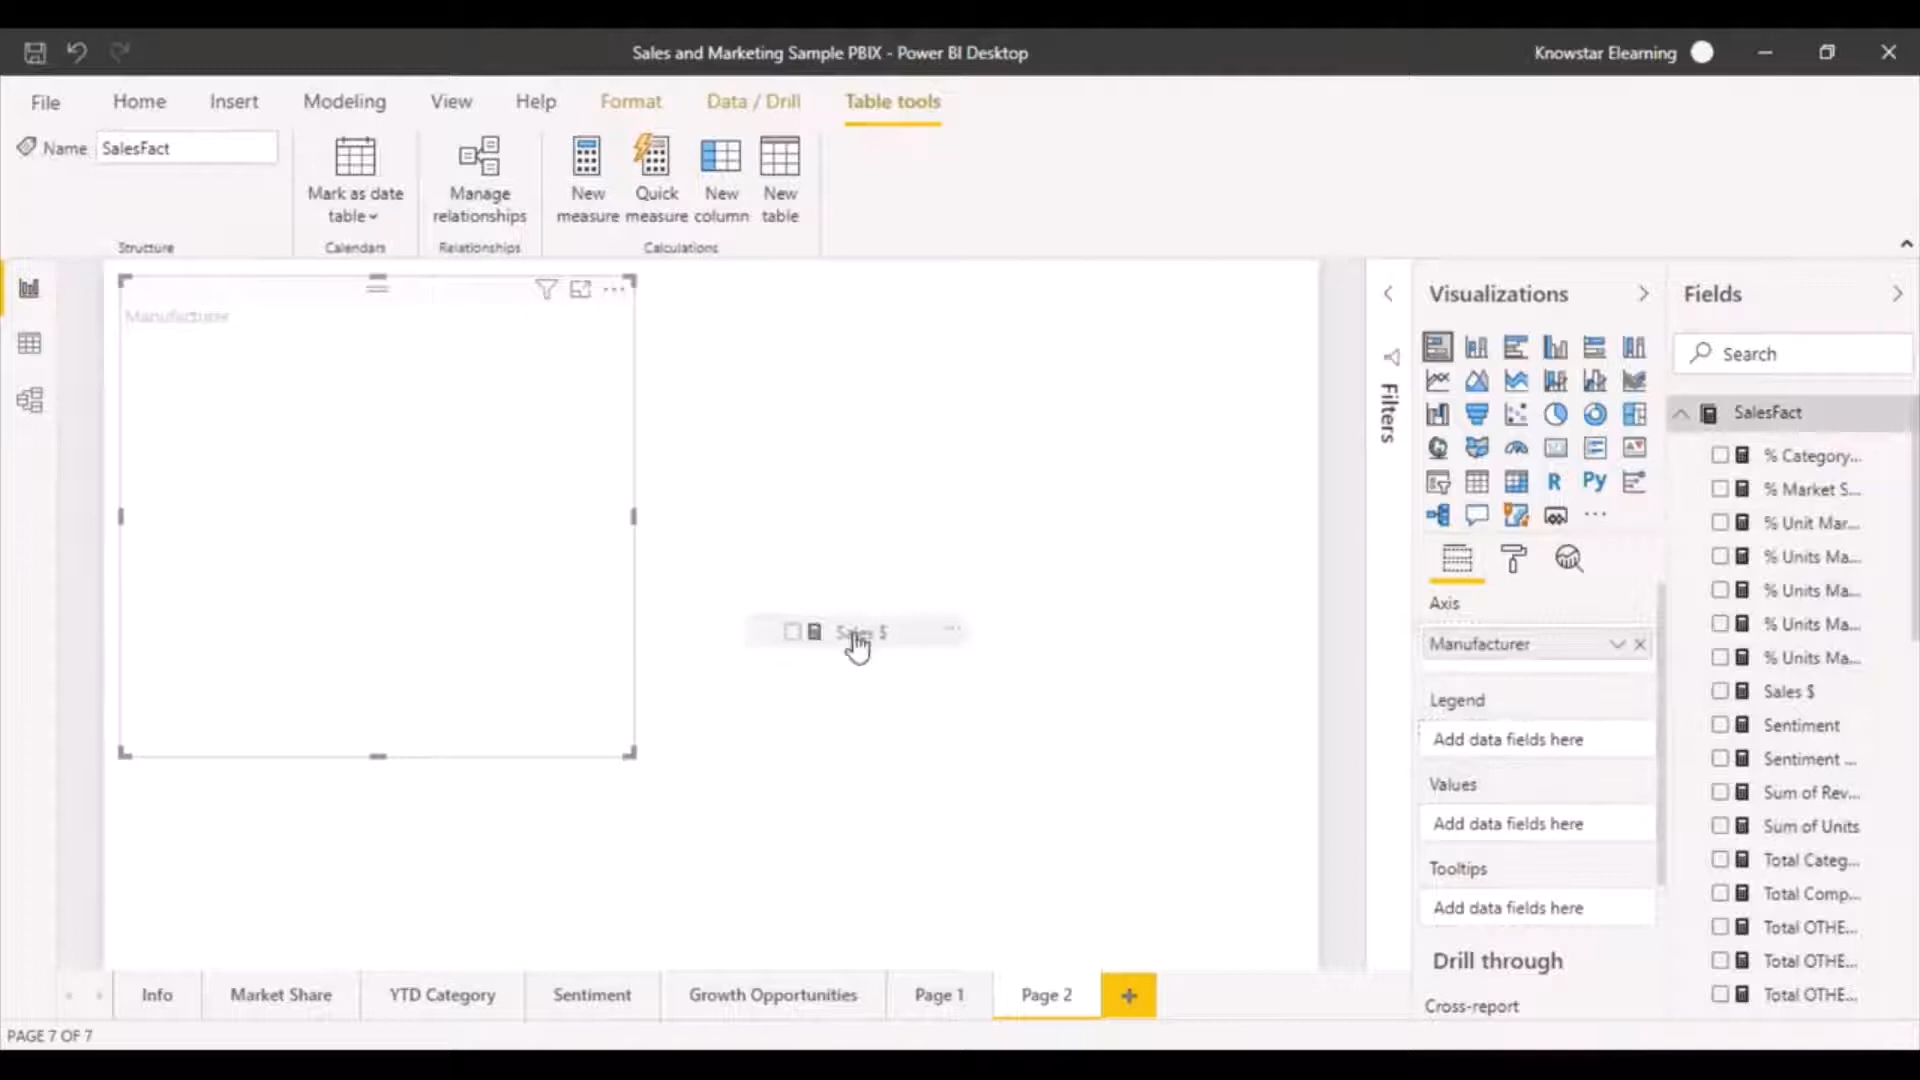 Sales and Marketing Sample PBIX - Power BI Desktop
Knowstar Elearning
File Home Insert Modeling View Help Format Data / Drill Table tools
Name SalesFact
Mark as date table
Manage relationships
New measure
Quick measure
New column
New table
Structure
Calendars
Relationships
Calculations
Manufacturer
Sales $
Filters
Visualizations
R
Py
Axis
Manufacturer
Legend
Add data fields here
Values
Add data fields here
Tooltips
Add data fields here
Drill through
Cross-report
Fields
Search
SalesFact
% Category...
% Market S...
% Unit Mar...
% Units Ma...
% Units Ma...
% Units Ma...
% Units Ma...
Sales $
Sentiment
Sentiment ...
Sum of Rev...
Sum of Units
Total Categ...
Total Comp...
Total OTHE...
Total OTHE...
Total OTHE...
Info Market Share YTD Category Sentiment Growth Opportunities Page 1 Page 2 +
PAGE 7 OF 7